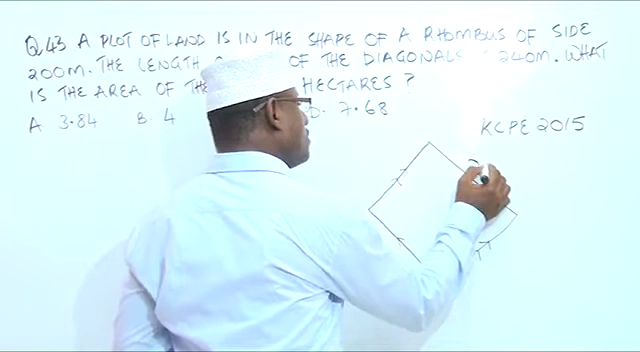 Q43 A PLOT OF LAND IS IN THE SHAPE OF A RHOMBUS OF SIDE
200M. THE LENGTH OF THE DIAGONALS 240M. WHAT
IS THE AREA OF THE HECTARES ?
A 3.84 B. 4 D. 7.68
KCPE 2015